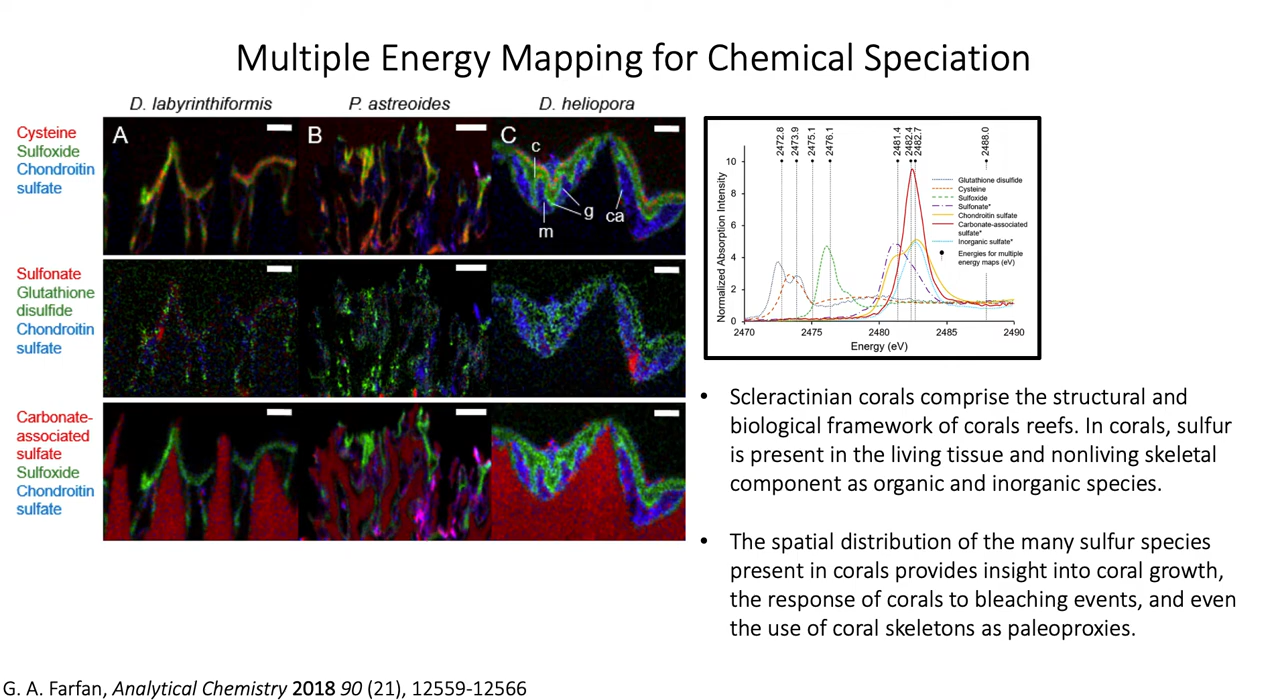 Multiple Energy Mapping for Chemical Speciation
D. labyrinthiformis
P. astreoides
D. heliopora
Cysteine
Sulfoxide
Chondroitin
sulfate
A
B
C
c
g
m
ca
Sulfonate
Glutathione
disulfide
Chondroitin
sulfate
Carbonate-
associated
sulfate
Sulfoxide
Chondroitin
sulfate
2472.8
2473.9
2475.1
2476.1
2481.4
2482.4
2482.7
2488.0
Normalized Absorption Intensity
10
8
6
4
2
0
Glutathione disulfide
Cysteine
Sulfoxide
Sulfonate*
Chondroitin sulfate
Carbonate-associated
sulfate*
Inorganic sulfate*
Energies for multiple
energy maps (eV)
2470
2475
2480
2485
2490
Energy (eV)
• Scleractinian corals comprise the structural and
biological framework of corals reefs. In corals, sulfur
is present in the living tissue and nonliving skeletal
component as organic and inorganic species.
• The spatial distribution of the many sulfur species
present in corals provides insight into coral growth,
the response of corals to bleaching events, and even
the use of coral skeletons as paleoproxies.
G. A. Farfan, Analytical Chemistry 2018 90 (21), 12559-12566